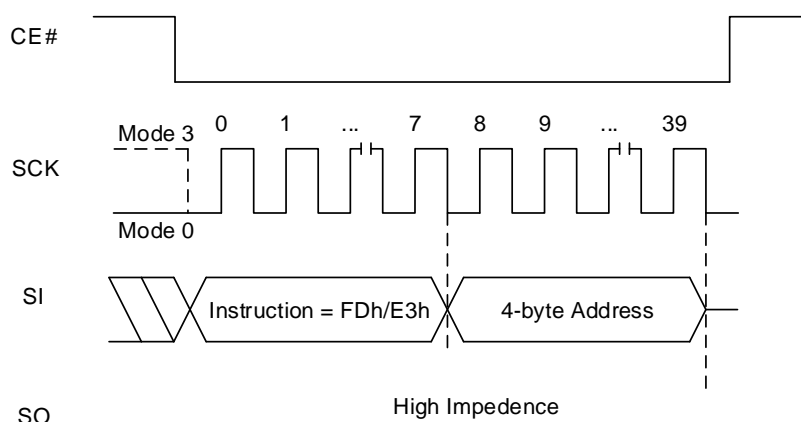 CE#
0 1 ... 7 8 9 ... 39
Mode 3
SCK
Mode 0
SI
Instruction = FDh/E3h
4-byte Address
High Impedence
SO